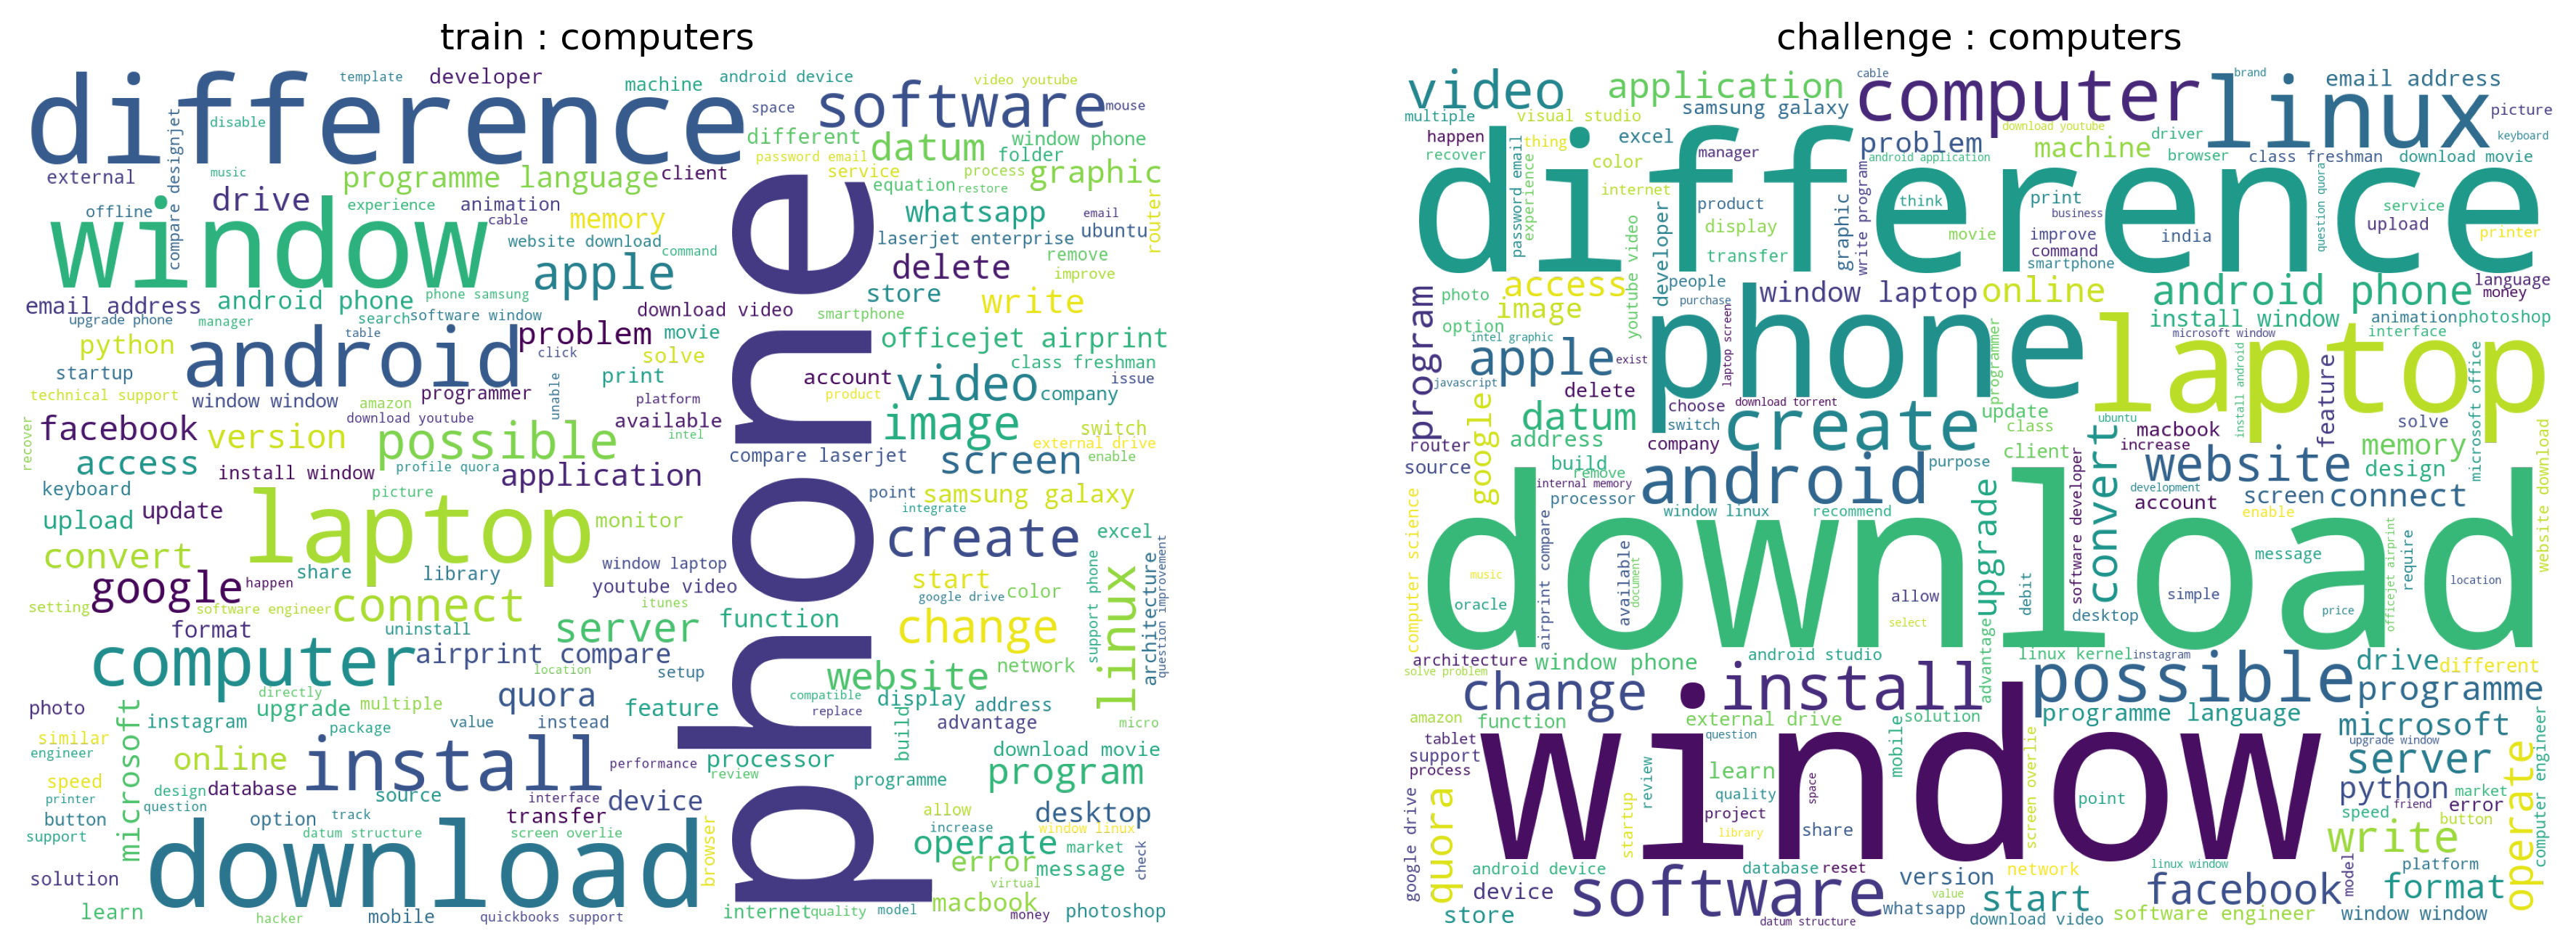 train : computers
template
developer
machine
android device
video youtube
difference
space
software
mouse
disable
different
datum
window phone
folder
compare designjet
password email
service
process
graphic
music
external
programme language
client
equation
restore
drive
experience
animation
memory
whatsapp
email
ubuntu
router
offline
window
cable
website download
command
laserjet enterprise
remove
apple
delete
improve
email address
android phone
phone samsung
download video
store
write
upgrade phone
manager
search
software window
smartphone
table
problem
movie
officejet airprint
python
android
click
solve
class freshman
startup
print
account
video
company
issue
technical support
window window
programmer
unable
platform
product
amazon
available
image
facebook
version
download youtube
possible
intel
switch
external drive
recover
access
install window
profile quora
application
compare laserjet
screen
enable
keyboard
picture
point
samsung galaxy
upload
update
laptop
monitor
integrate
create
excel
convert
window laptop
share
library
youtube video
start
support phone
architecture
question improvement
google
happen
setting
software engineer
connect
itunes
google drive
color
function
format
uninstall
server
change
linux
computer
airprint compare
location
setup
website
network
phone
directly
quora
compatible
display
address
photo
instagram
upgrade
multiple
value
instead
feature
replace
advantage
micro
microsoft
package
similar
engineer
online
install
performance
processor
build
download movie
speed
design
database
source
interface
device
review
programme
program
printer
question
button
option
track
transfer
allow
desktop
support
datum structure
screen overlie
browser
increase
window linux
operate
market
check
download
error
message
solution
virtual
learn
hacker
mobile
quickbooks support
internet
quality
model
macbook
money
photoshop
challenge : computers
video
application
cable
computer
linux
brand
email address
multiple
visual studio
samsung galaxy
picture
happen
excel
problem
download youtube
driver
keyboard
recover
thing
manager
machine
browser
class freshman
download movie
color
android application
difference
password email
experience
internet
product
developer
graphic
write program
think
print
business
question quora
service
display
movie
improve
india
upload
printer
transfer
command
smartphone
youtube video
access
people
window laptop
online
android phone
language
money
photo
image
purchase
install window
animation
photoshop
option
program
intel graphic
phone
laptop
microsoft window
interface
apple
exist
laptop screen
programmer
javascript
delete
install android
feature
microsoft office
datum
choose
download torrent
update
ubuntu
switch
create
class
macbook
solve
router
google
address
company
client
convert
increase
memory
source
build
remove
android
purpose
website
design
internal memory
processor
development
screen
connect
window linux
recommend
upgrade
account
enable
website download
computer science
airprint compare
available
download
software developer
message
officejet airprint
require
music
document
oracle
allow
debit
simple
location
select
desktop
price
architecture
window phone
android studio
advantage
linux kernel
instagram
possible
drive
different
solve problem
change
install
programme
amazon
function
external drive
solution
programme language
microsoft
tablet
question
mobile
upgrade window
support
window
server
process
learn
review
space
screen overlie
point
python
market
operate
computer engineer
quality
project
speed
friend
error
google drive
quora
startup
library
share
write
button
android device
database
reset
network
linux window
platform
device
software
version
facebook
model
format
store
whatsapp
value
start
download video
software engineer
datum structure
window window